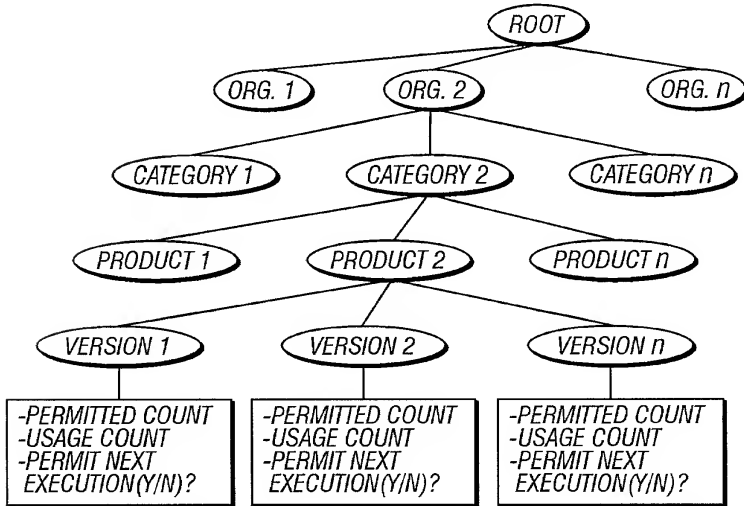 ROOT
ORG. 1
ORG. 2
ORG. n
CATEGORY 1
CATEGORY 2
CATEGORY n
PRODUCT 1
PRODUCT 2
PRODUCT n
VERSION 1
VERSION 2
VERSION n
-PERMITTED COUNT
-USAGE COUNT
-PERMIT NEXT
EXECUTION(Y/N)?
-PERMITTED COUNT
-USAGE COUNT
-PERMIT NEXT
EXECUTION(Y/N)?
-PERMITTED COUNT
-USAGE COUNT
-PERMIT NEXT
EXECUTION(Y/N)?